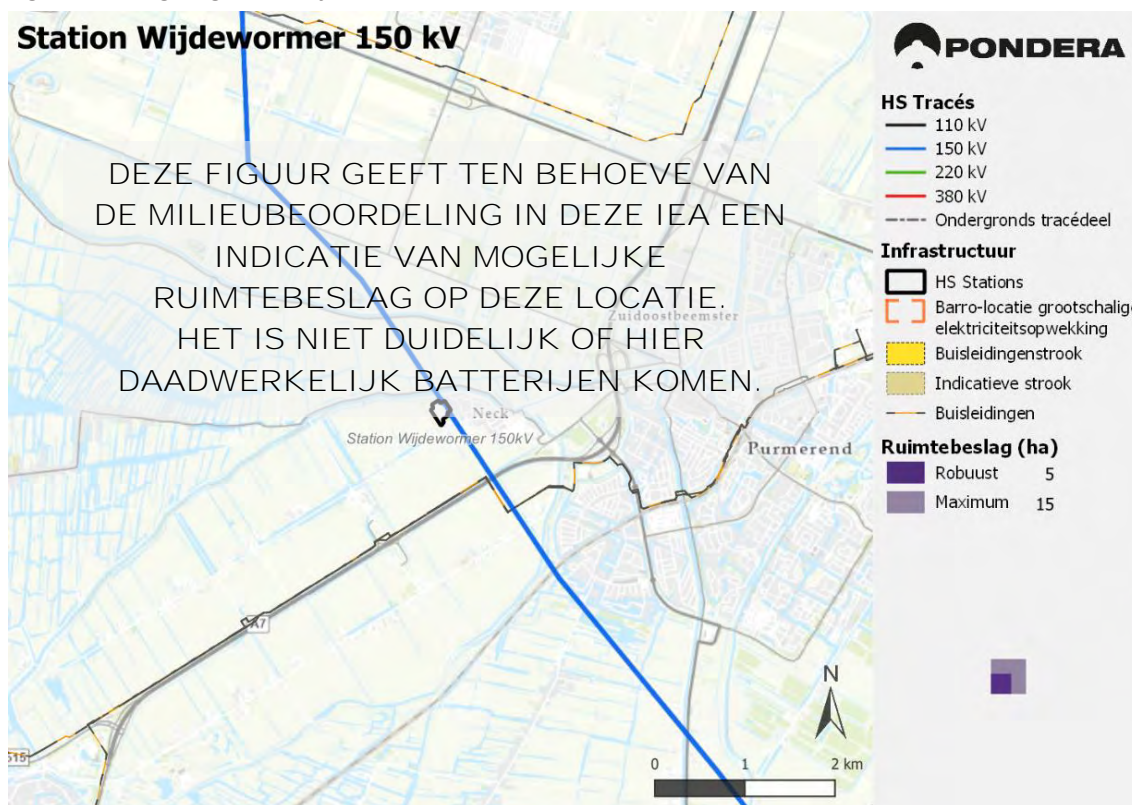 Station Wijdewormer 150 kV
DEZE FIGUUR GEEFT TEN BEHOEVE VAN
DE MILIEUBEOORDELING IN DEZE IEA EEN
INDICATIE VAN MOGELIJKE
RUIMTEBESLAG OP DEZE LOCATIE.
HET IS NIET DUIDELIJK OF HIER
DAADWERKELIJK BATTERIJEN KOMEN.
Zuidoostbeemster
Neck
Station Wijdewormer 150kV
Purmerend
A7
515
N
0 1 2 km
PONDERA
HS Tracés
110 kV
150 kV
220 kV
380 kV
Ondergronds tracédeel
Infrastructuur
HS Stations
Barro-locatie grootschalige
elektriciteitsopwekking
Buisleidingenstrook
Indicatieve strook
Buisleidingen
Ruimtebeslag (ha)
Robuust 5
Maximum 15